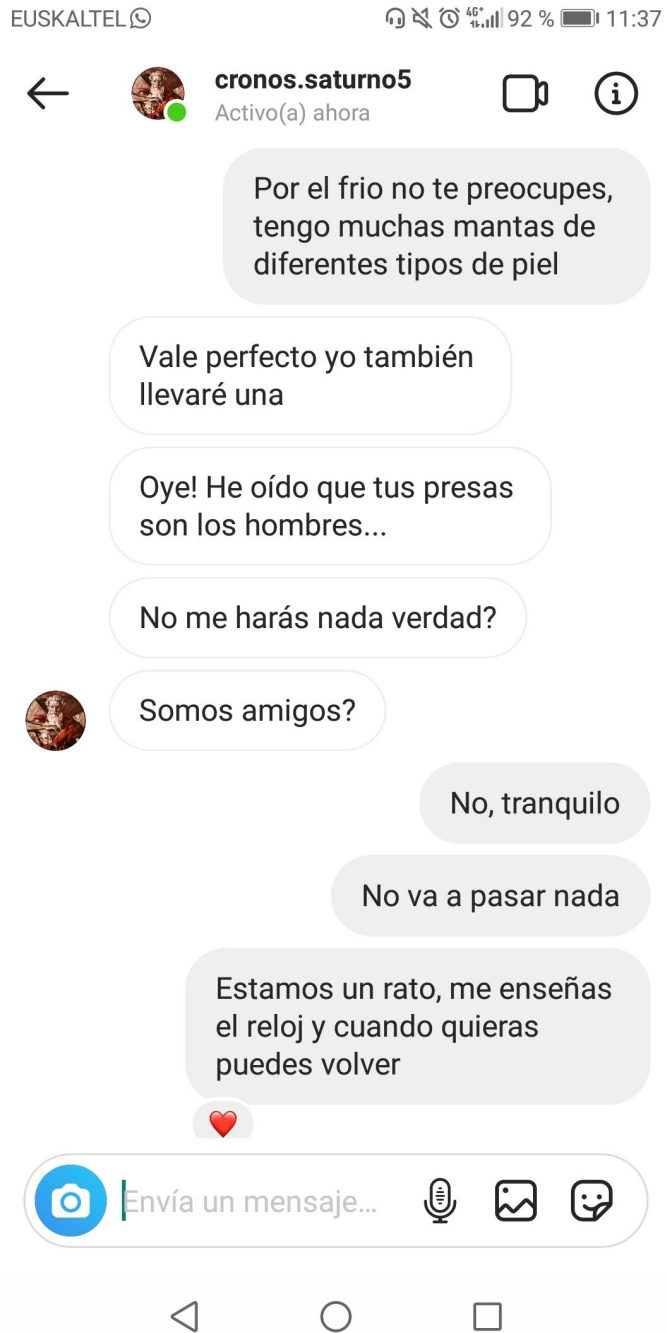 EUSKALTEL 4G+ 92 % 11:37
cronos.saturno5
Activo(a) ahora
Por el frio no te preocupes,
tengo muchas mantas de
diferentes tipos de piel
Vale perfecto yo también
llevaré una
Oye! He oído que tus presas
son los hombres...
No me harás nada verdad?
Somos amigos?
No, tranquilo
No va a pasar nada
Estamos un rato, me enseñas
el reloj y cuando quieras
puedes volver
Envía un mensaje...